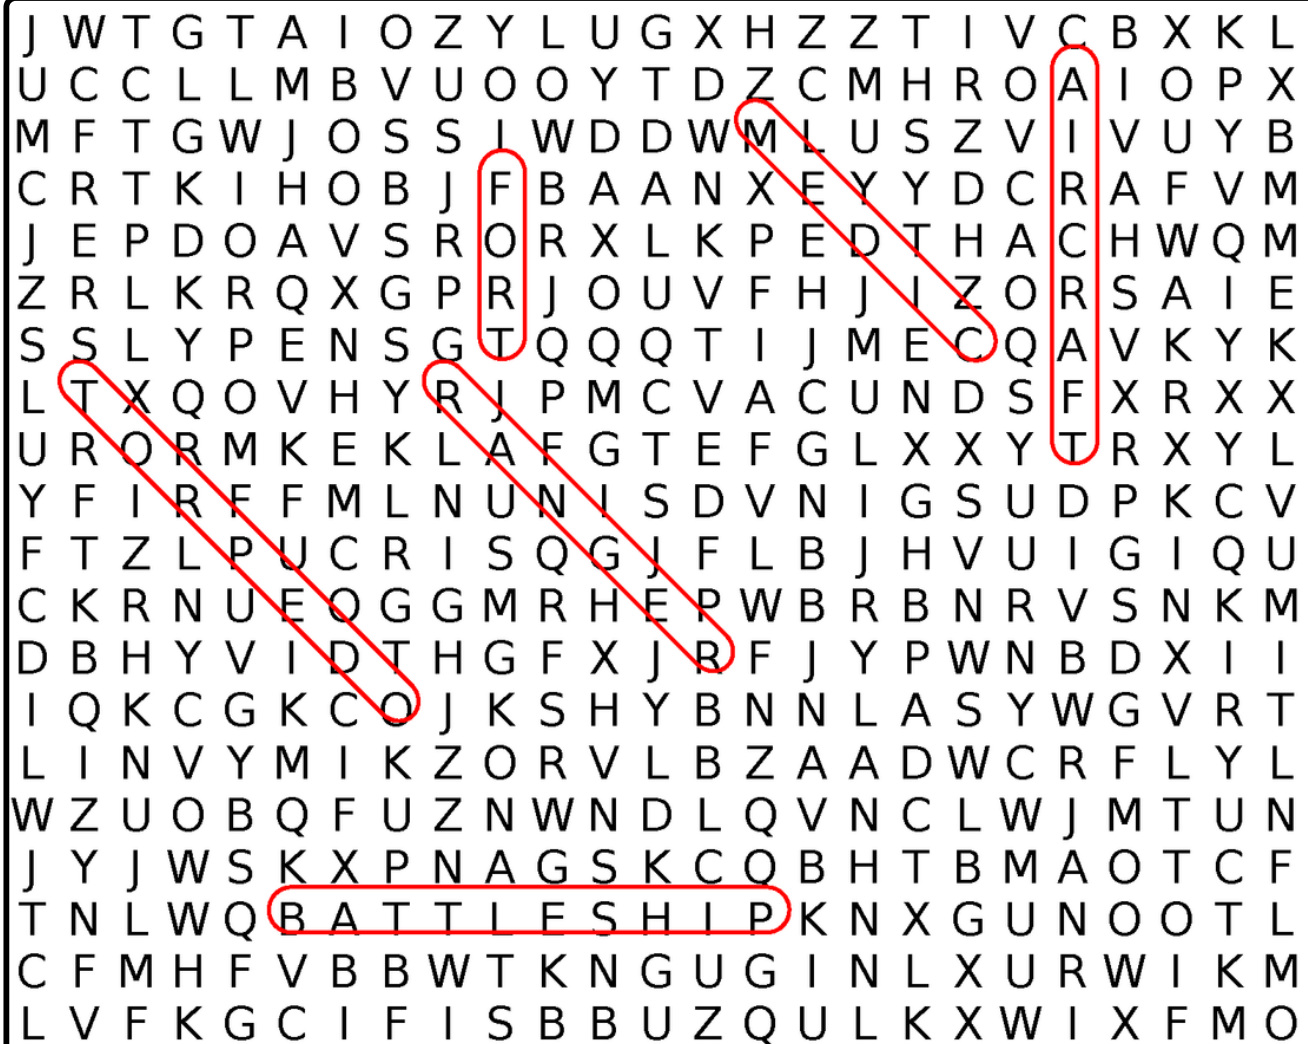 J W T G T A I O Z Y L U G X H Z Z T I V C B X K L
U C C L L M B V U O O Y T D Z C M H R O A I O P X
M F T G W J O S S I W D D W M L U S Z V I V U Y B
C R T K I H O B J F B A A N X E Y Y D C R A F V M
J E P D O A V S R O R X L K P E D T H A C H W Q M
Z R L K R Q X G P R J O U V F H J I Z O R S A I E
S S L Y P E N S G T Q Q Q T I J M E C Q A V K Y K
L T X Q O V H Y R J P M C V A C U N D S F X R X X
U R O R M K E K L A F G T E F G L X X Y T R X Y L
Y F I R F F M L N U N I S D V N I G S U D P K C V
F T Z L P U C R I S Q G J F L B J H V U I G I Q U
C K R N U E O G G M R H E P W B R B N R V S N K M
D B H Y V I D T H G F X J R F J Y P W N B D X I I
I Q K C G K C O J K S H Y B N N L A S Y W G V R T
L I N V Y M I K Z O R V L B Z A A D W C R F L Y L
W Z U O B Q F U Z N W N D L Q V N C L W J M T U N
J Y J W S K X P N A G S K C Q B H T B M A O T C F
T N L W Q B A T T L E S H I P K N X G U N O O T L
C F M H F V B B W T K N G U G I N L X U R W I K M
L V F K G C I F I S B B U Z Q U L K X W I X F M O